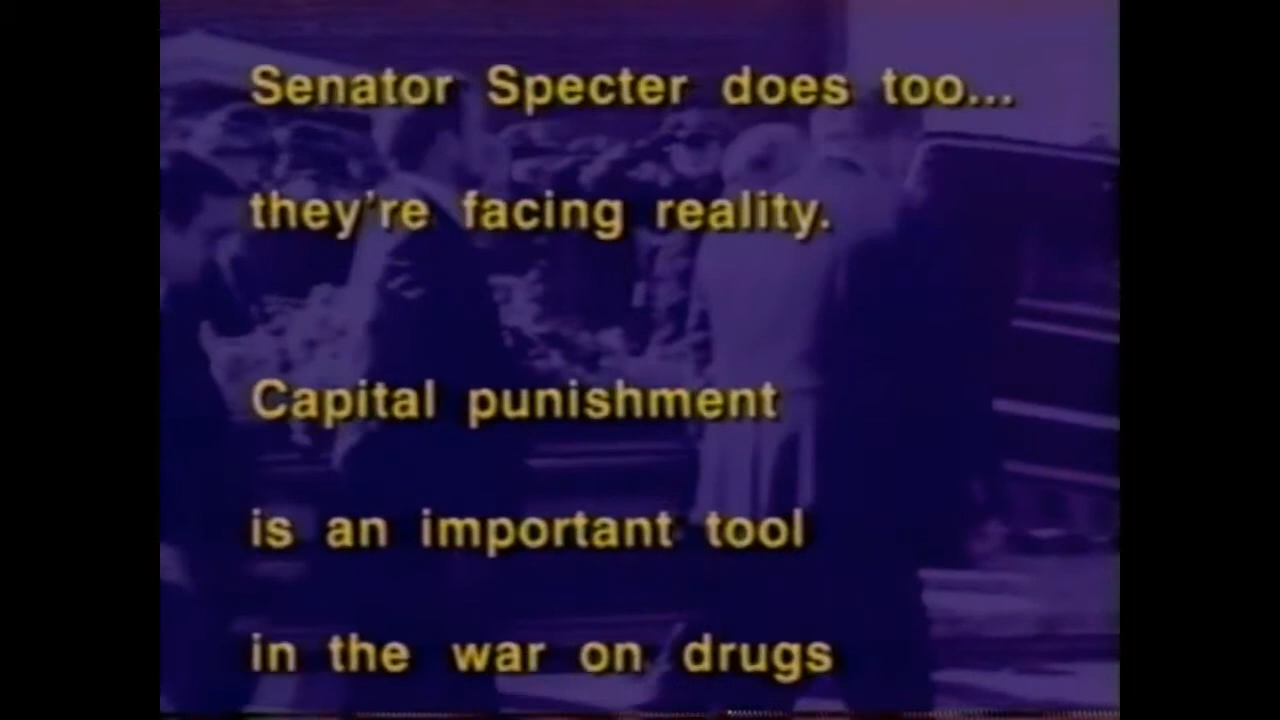 Senator Specter does too...
they're facing reality.
Capital punishment
is an important tool
in the war on drugs